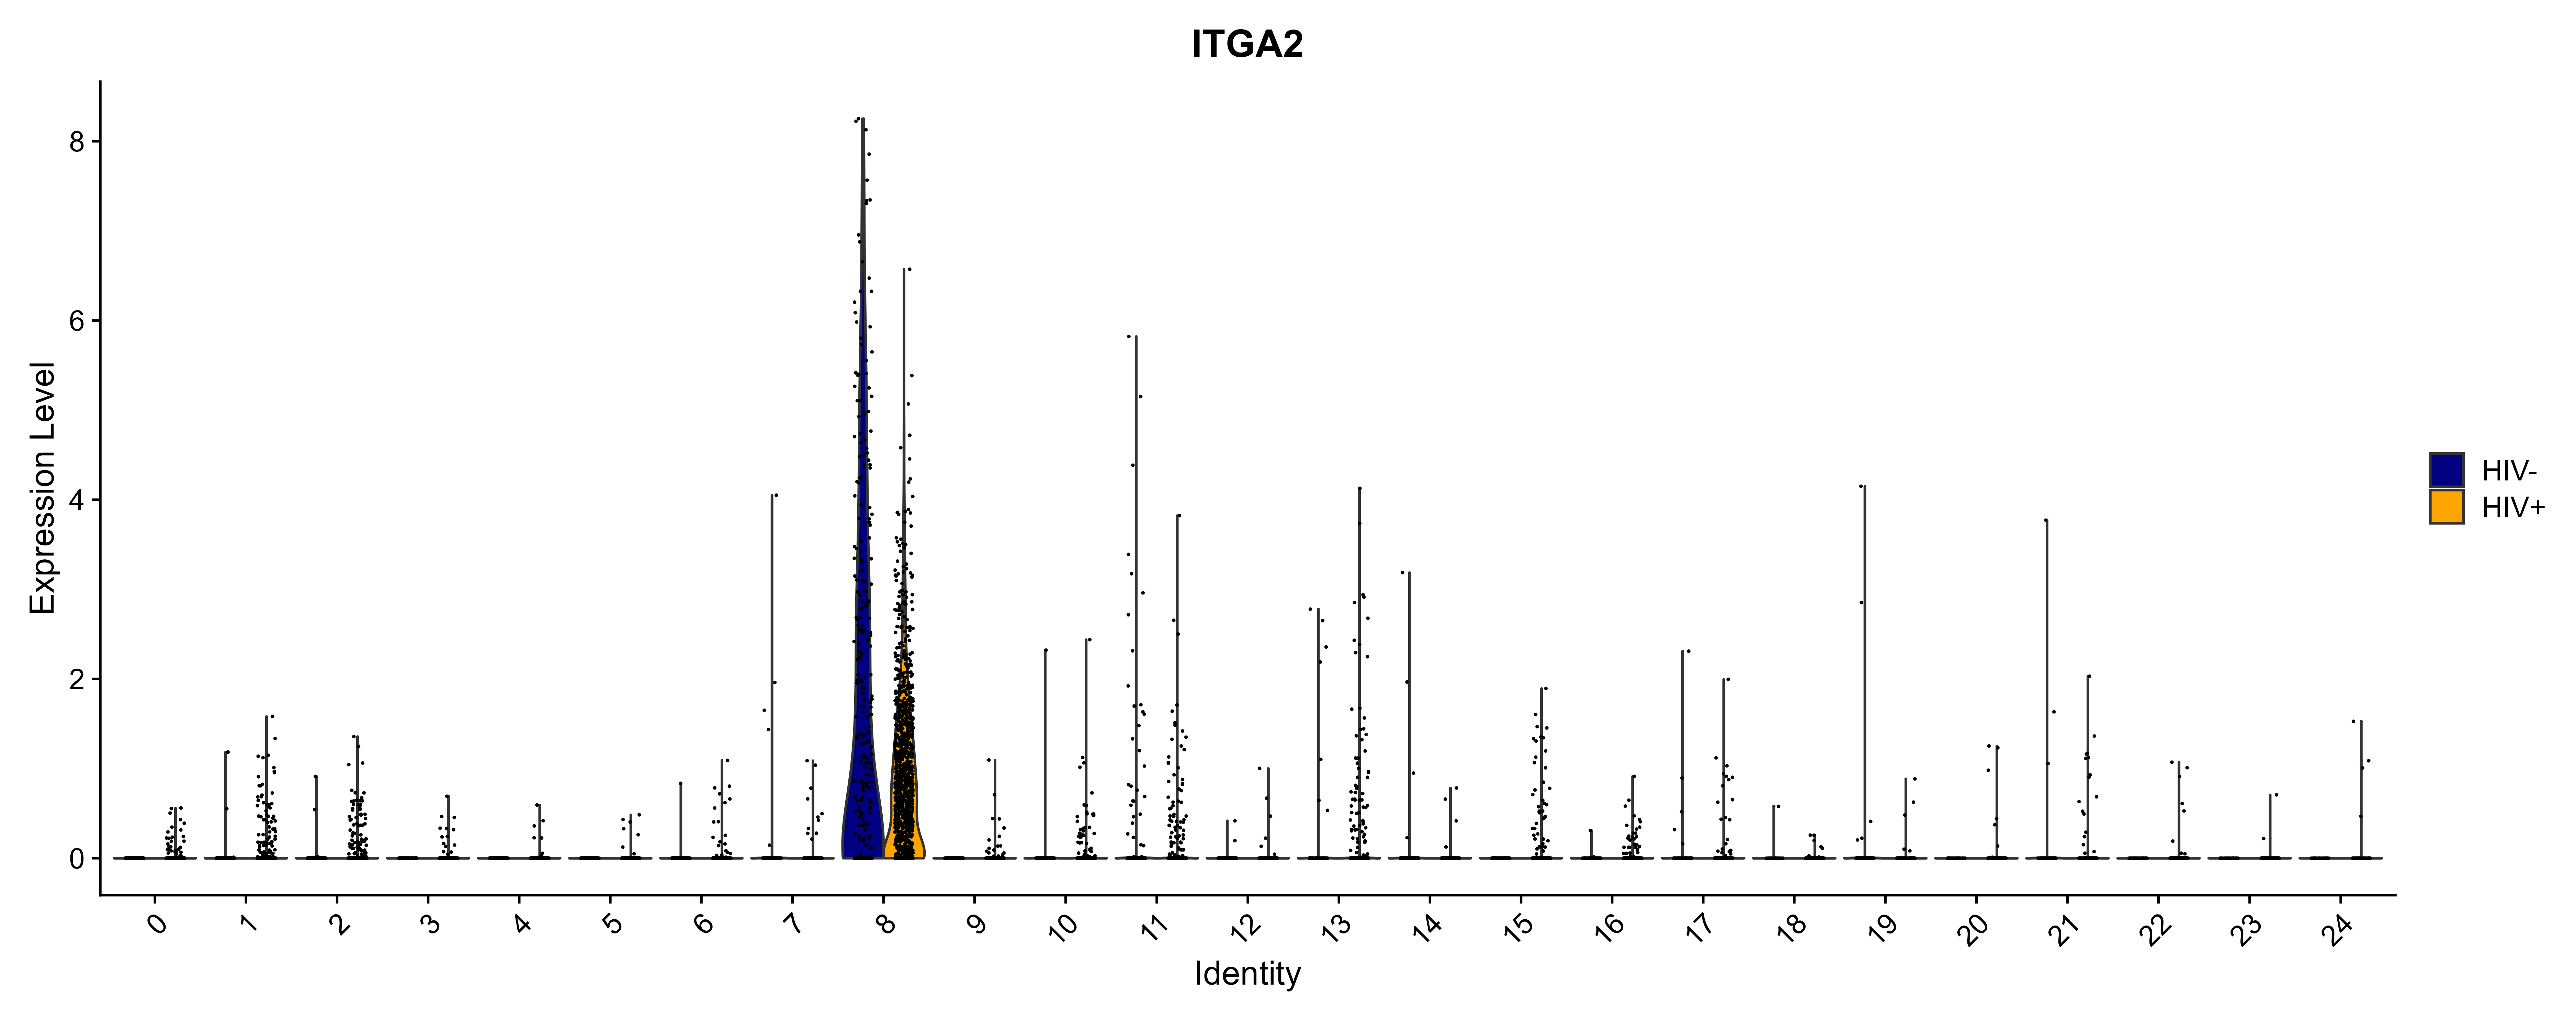 ITGA2
Expression Level
8
6
4
2
0
0 1 2 3 4 5 6 7 8 9 10 11 12 13 14 15 16 17 18 19 20 21 22 23 24
Identity
HIV-
HIV+